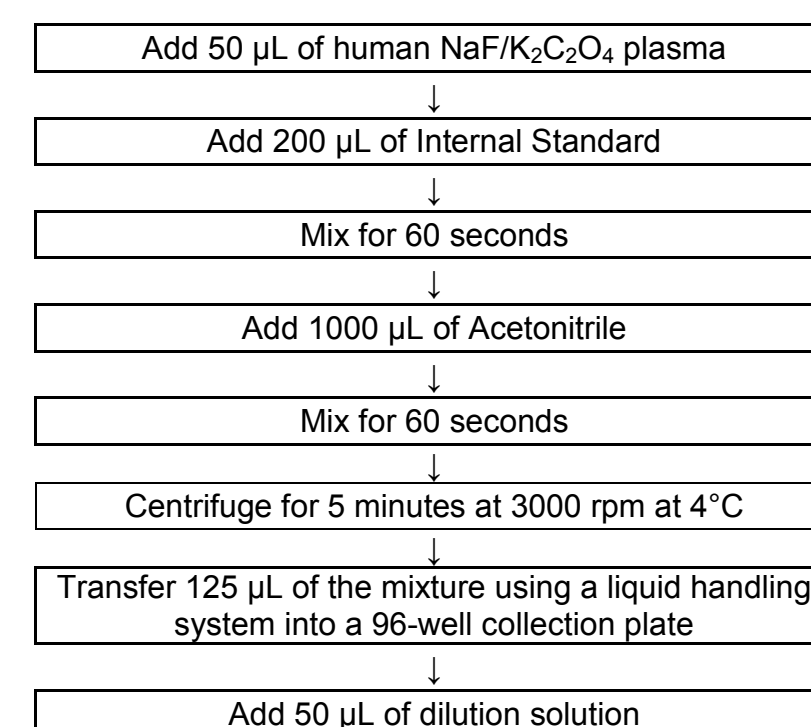 Add 50 µL of human NaF/K₂C₂O₄ plasma
↓
Add 200 µL of Internal Standard
↓
Mix for 60 seconds
↓
Add 1000 µL of Acetonitrile
↓
Mix for 60 seconds
↓
Centrifuge for 5 minutes at 3000 rpm at 4°C
↓
Transfer 125 µL of the mixture using a liquid handling
system into a 96-well collection plate
↓
Add 50 µL of dilution solution